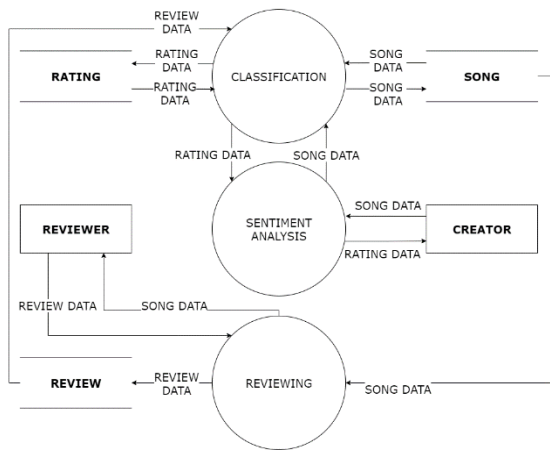 REVIEW
DATA
RATING
DATA
RATING
RATING
DATA
CLASSIFICATION
SONG
DATA
SONG
SONG
DATA
RATING DATA
SONG DATA
SENTIMENT
ANALYSIS
SONG DATA
CREATOR
RATING DATA
REVIEWER
REVIEW DATA
SONG DATA
REVIEW
REVIEW
DATA
REVIEWING
SONG DATA